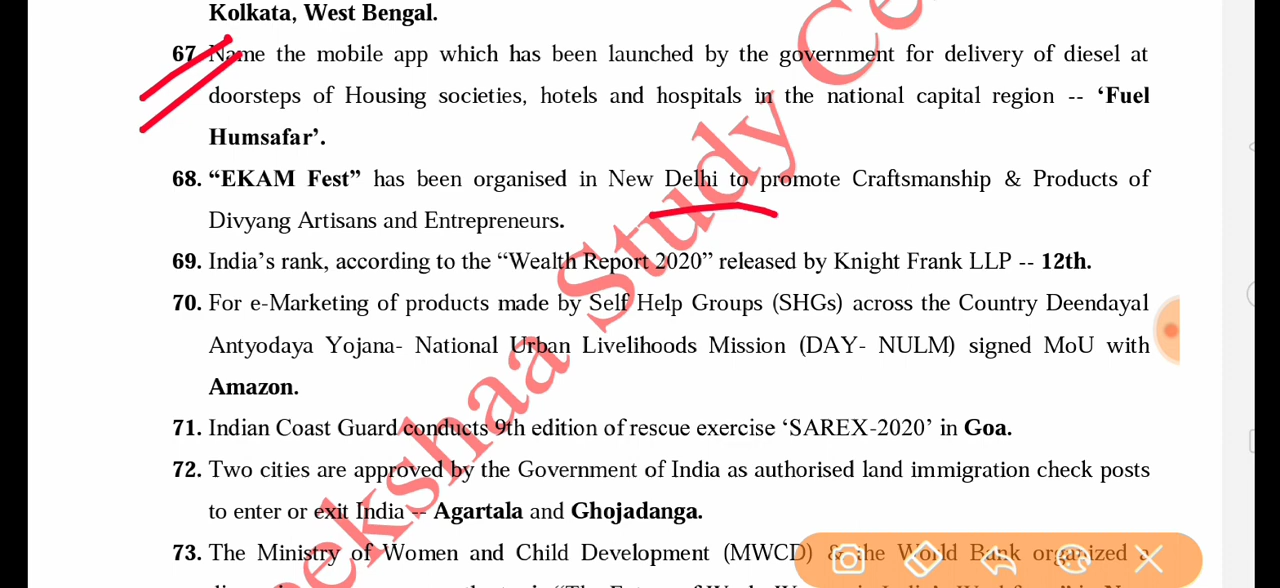 Kolkata, West Bengal.
67. Name the mobile app which has been launched by the government for delivery of diesel at
doorsteps of Housing societies, hotels and hospitals in the national capital region -- ‘Fuel
Humsafar’.
68. “EKAM Fest” has been organised in New Delhi to promote Craftsmanship & Products of
Divyang Artisans and Entrepreneurs.
69. India’s rank, according to the “Wealth Report 2020” released by Knight Frank LLP -- 12th.
70. For e-Marketing of products made by Self Help Groups (SHGs) across the Country Deendayal
Antyodaya Yojana- National Urban Livelihoods Mission (DAY- NULM) signed MoU with
Amazon.
71. Indian Coast Guard conducts 9th edition of rescue exercise ‘SAREX-2020’ in Goa.
72. Two cities are approved by the Government of India as authorised land immigration check posts
to enter or exit India -- Agartala and Ghojadanga.
73. The Ministry of Women and Child Development (MWCD) & the World Bank organized a
eekshaa Study Ce